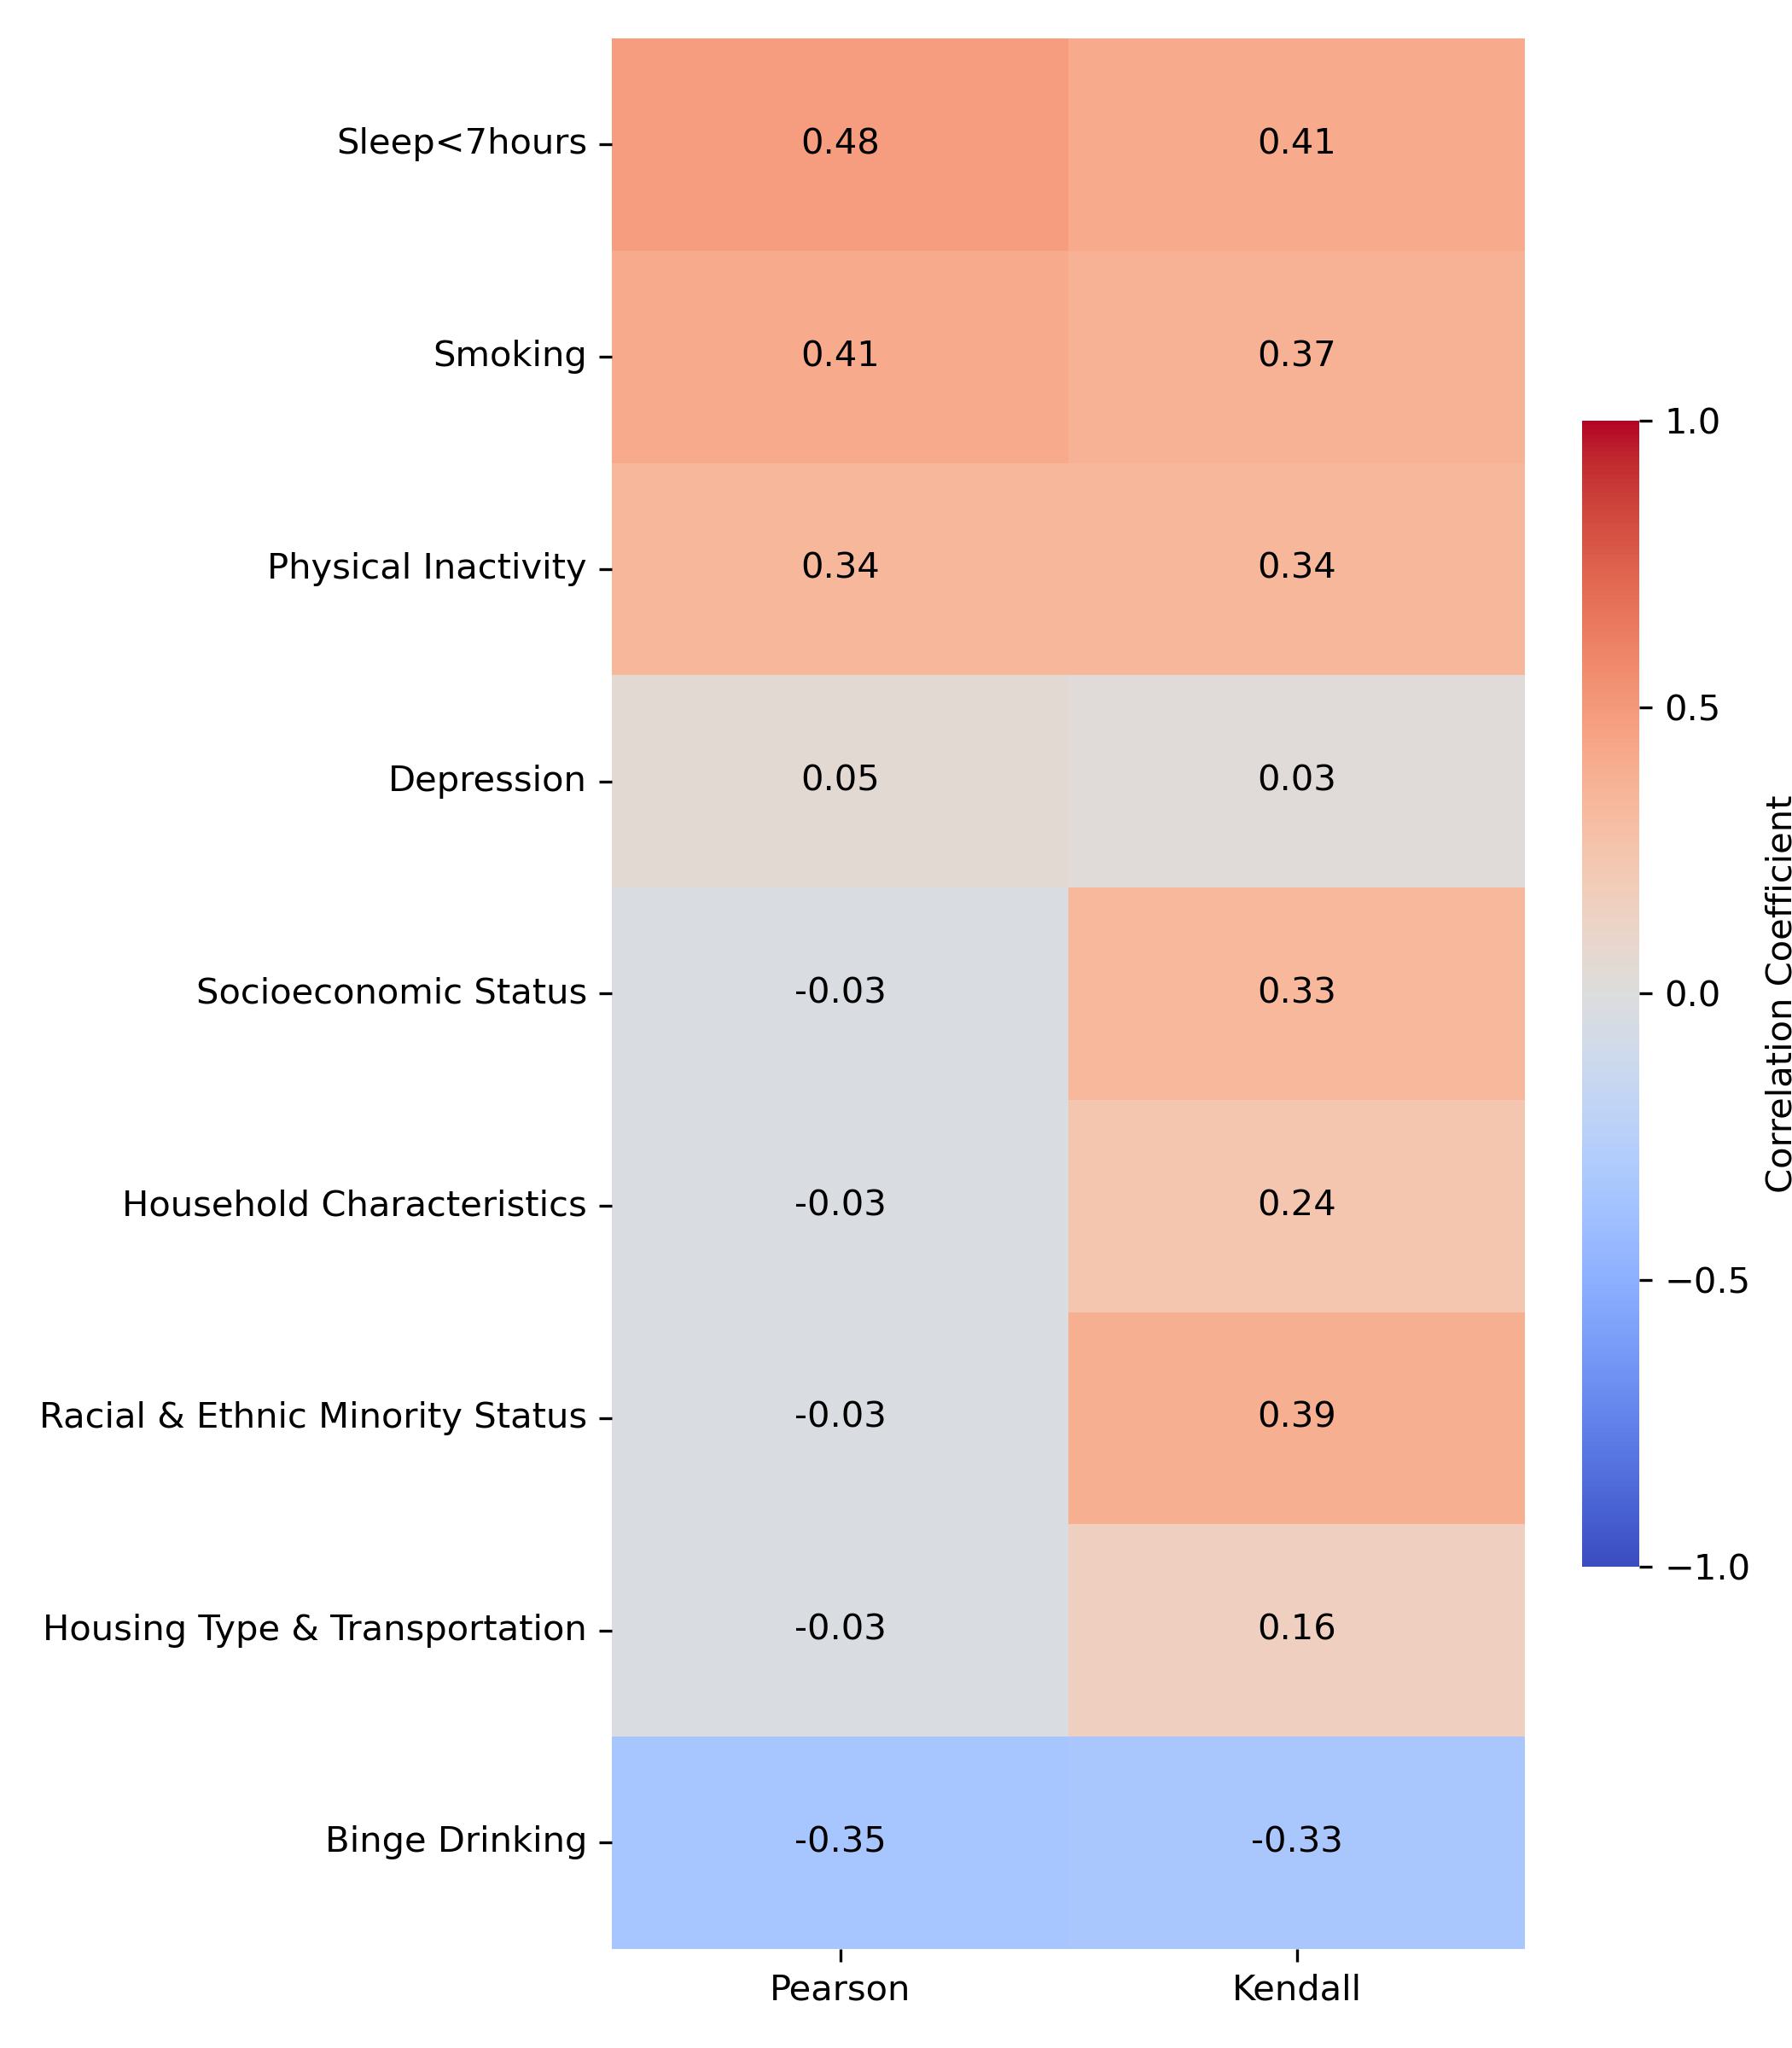 Sleep<7hours 0.48 0.41
Smoking 0.41 0.37
Physical Inactivity 0.34 0.34
Depression 0.05 0.03
Socioeconomic Status -0.03 0.33
Household Characteristics -0.03 0.24
Racial & Ethnic Minority Status -0.03 0.39
Housing Type & Transportation -0.03 0.16
Binge Drinking -0.35 -0.33
Pearson Kendall
1.0
0.5
0.0
−0.5
−1.0
Correlation Coefficient